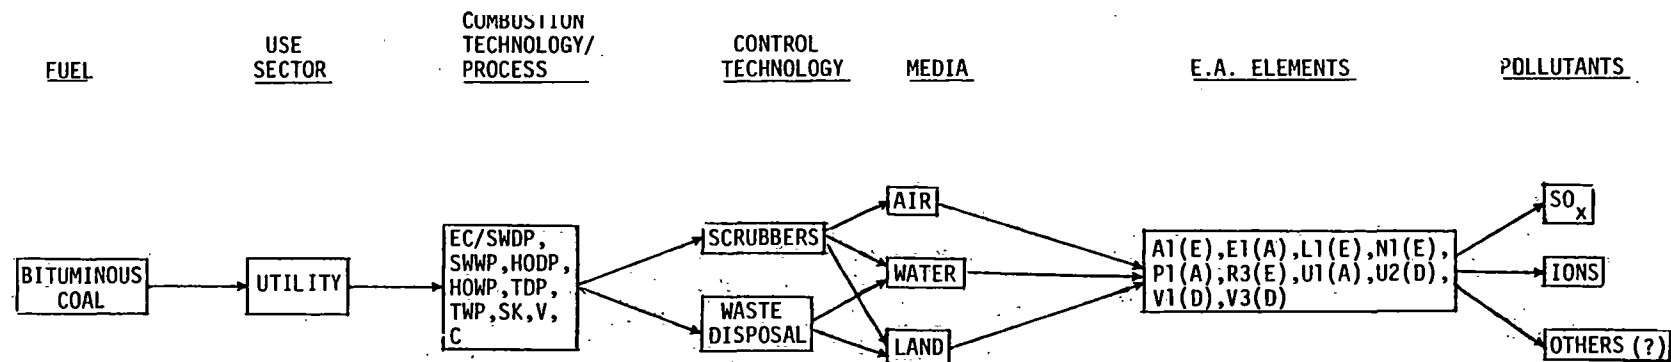 FUEL
USE
SECTOR
COMBUSTION
TECHNOLOGY/
PROCESS
CONTROL
TECHNOLOGY
MEDIA
E.A. ELEMENTS
POLLUTANTS
BITUMINOUS
COAL
UTILITY
EC/SWDP,
SWWP,HODP,
HOWP,TDP,
TWP,SK,V,
C
SCRUBBERS
WASTE
DISPOSAL
AIR
WATER
LAND
A1(E),E1(A),L1(E),N1(E),
P1(A),R3(E),U1(A),U2(D),
V1(D),V3(D)
SOx
IONS
OTHERS (?)